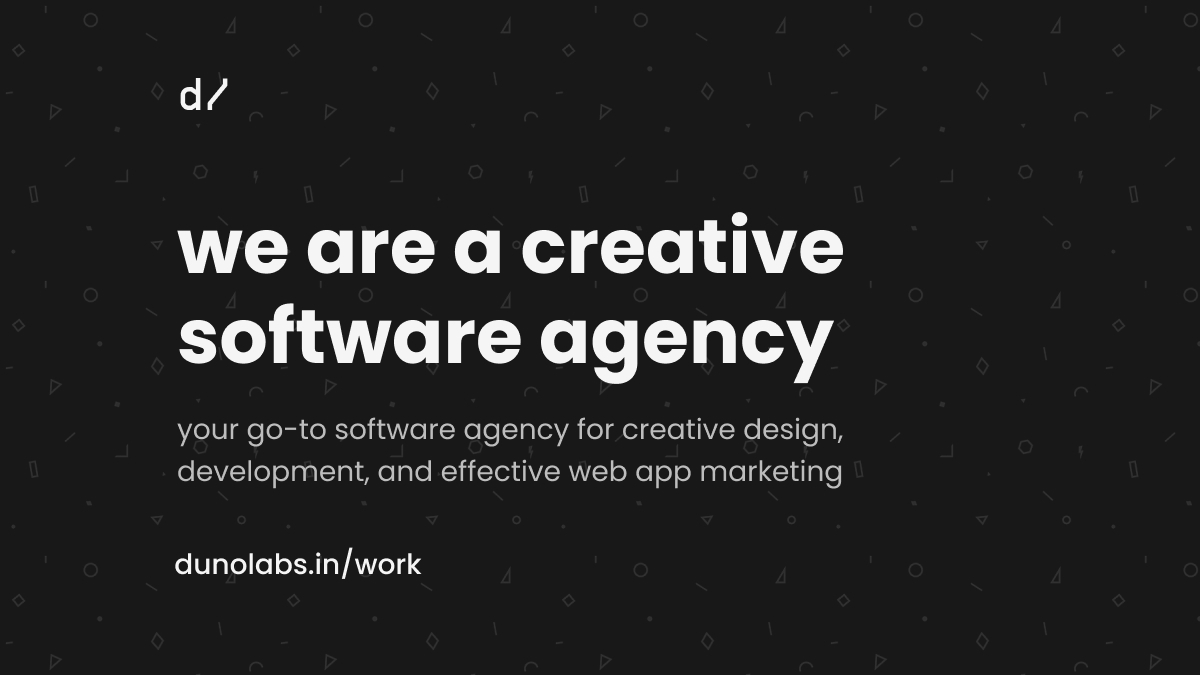 d/
we are a creative
software agency
your go-to software agency for creative design,
development, and effective web app marketing
dunolabs.in/work